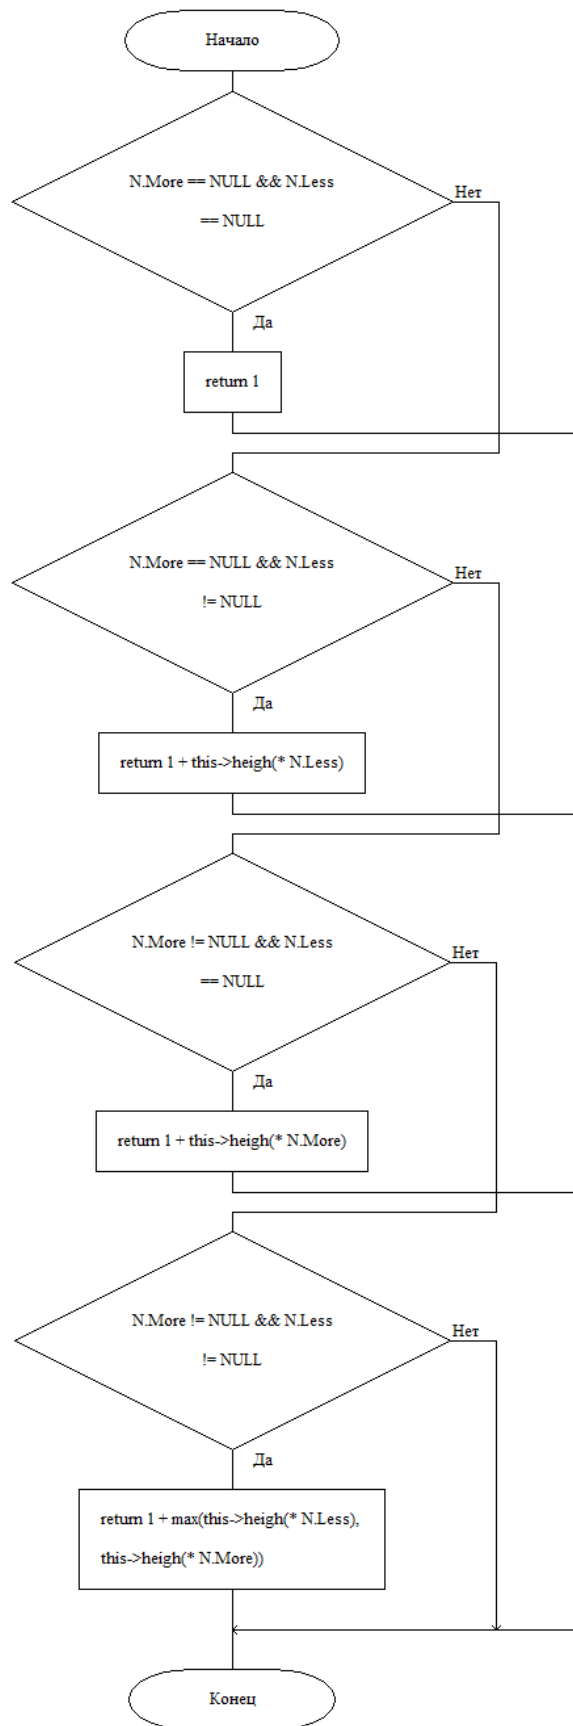 Начало
N.More == NULL && N.Less
== NULL
Нет
Да
return 1
N.More == NULL && N.Less
!= NULL
Нет
Да
return 1 + this->heigh(* N.Less)
N.More != NULL && N.Less
== NULL
Нет
Да
return 1 + this->heigh(* N.More)
N.More != NULL && N.Less
!= NULL
Нет
Да
return 1 + max(this->heigh(* N.Less),
this->heigh(* N.More))
Конец